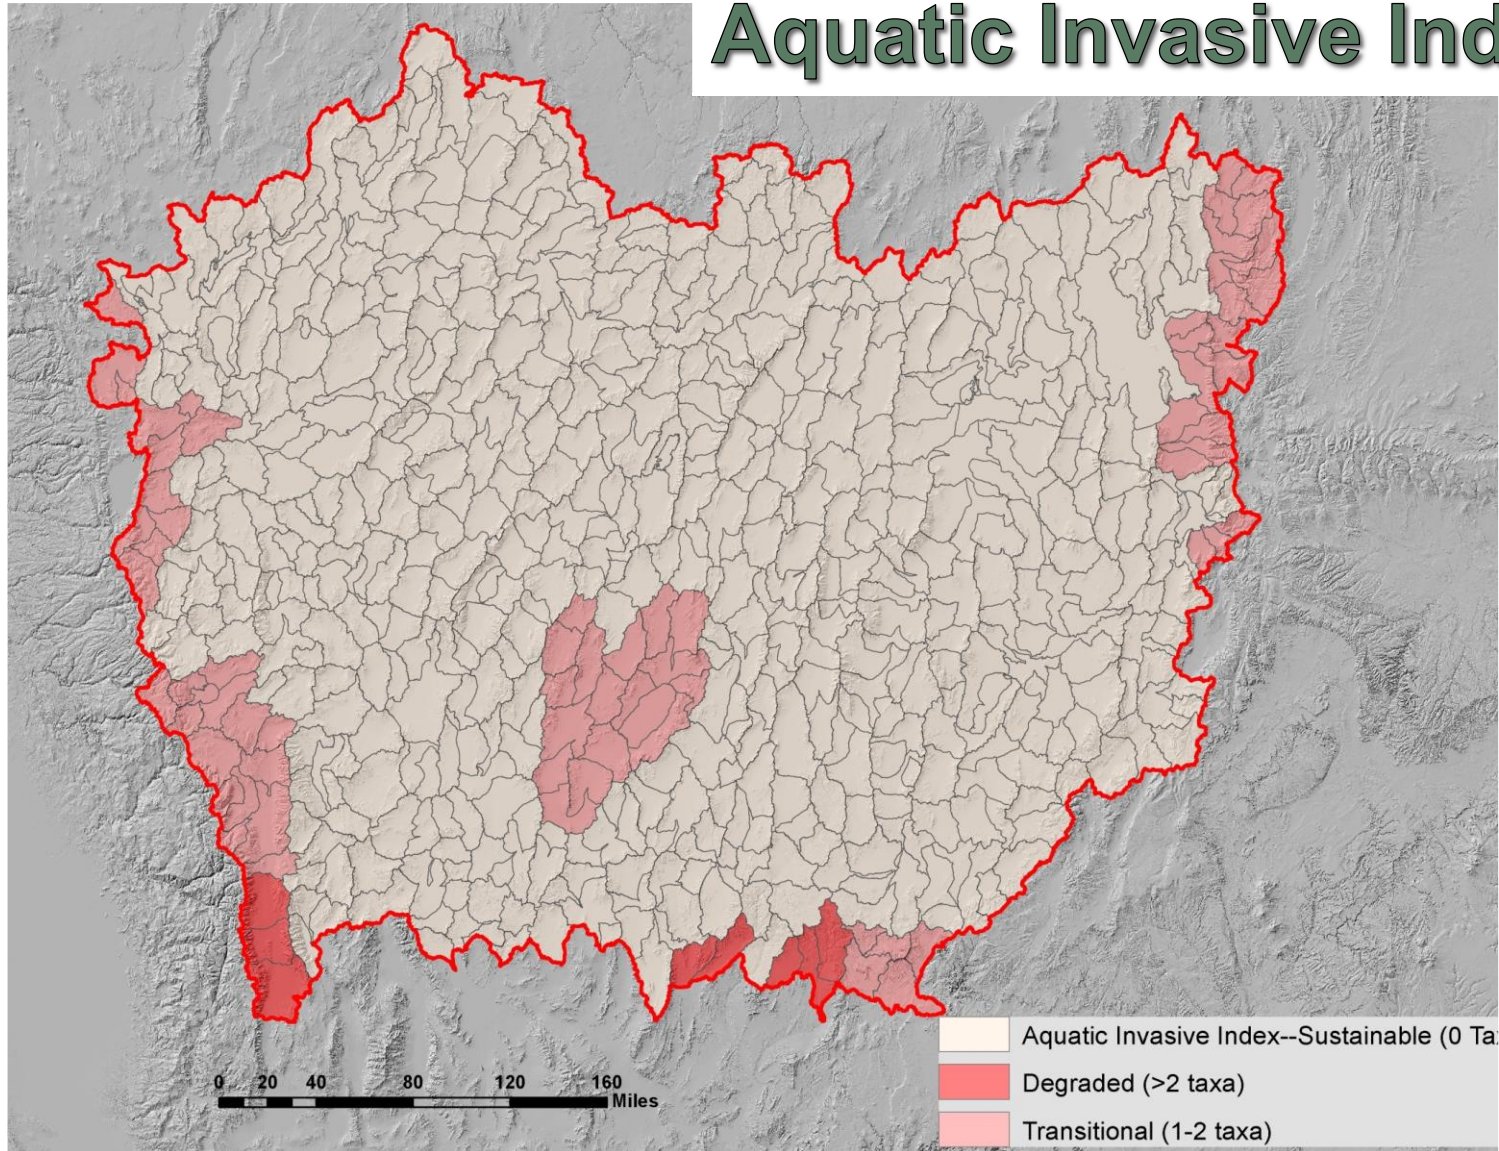 Aquatic Invasive Ind
0 20 40 80 120 160
Miles
Aquatic Invasive Index--Sustainable (0 Ta
Degraded (>2 taxa)
Transitional (1-2 taxa)